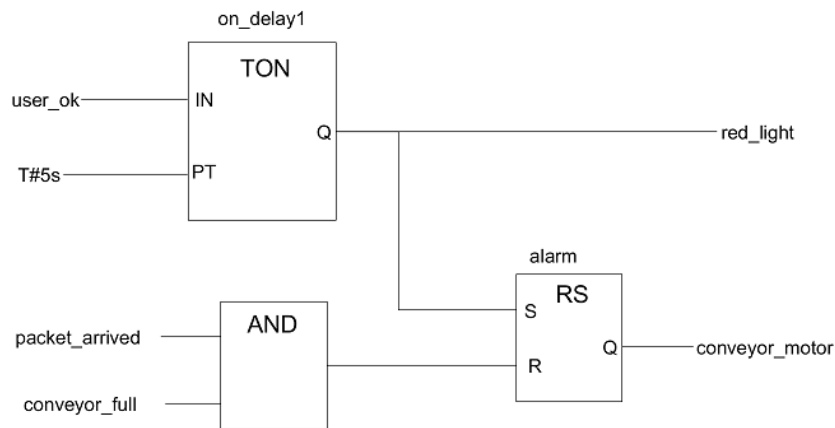 on_delay1
TON
user_ok
IN
Q
red_light
T#5s
PT
alarm
RS
S
AND
packet_arrived
Q
conveyor_motor
R
conveyor_full